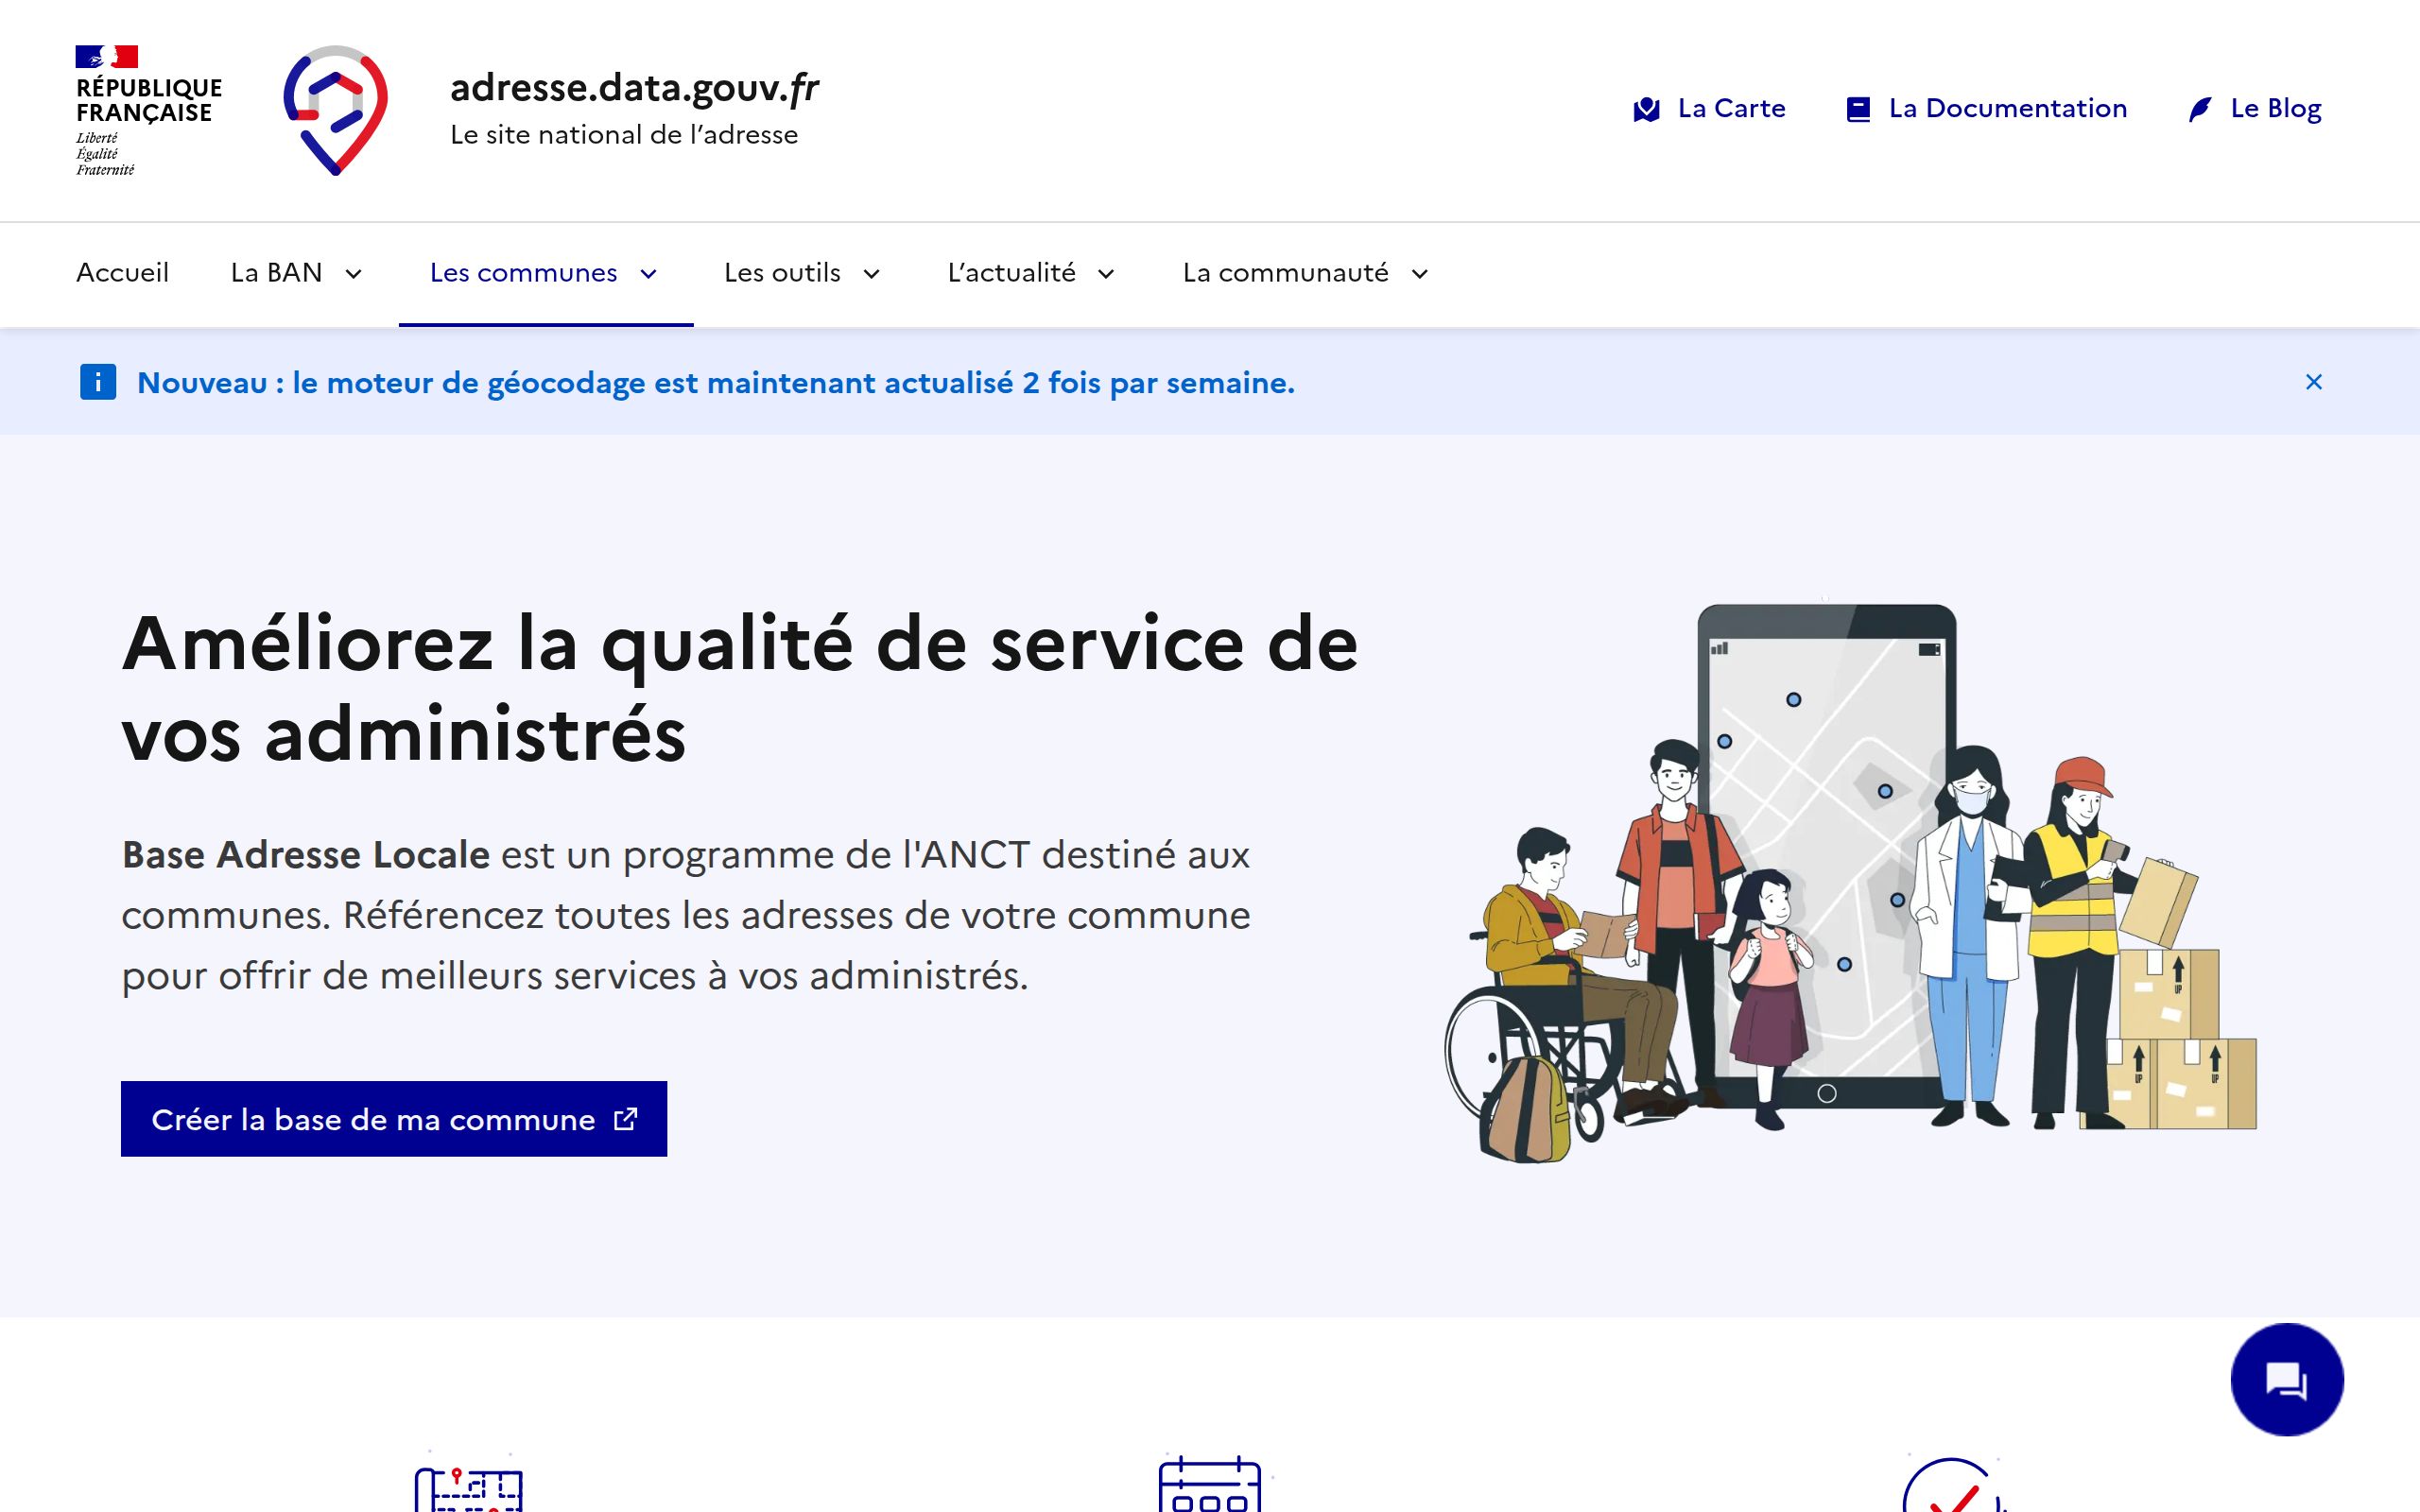 RÉPUBLIQUE
FRANÇAISE
Liberté
Égalité
Fraternité
adresse.data.gouv.fr
Le site national de l’adresse
La Carte
La Documentation
Le Blog
Accueil
La BAN
Les communes
Les outils
L’actualité
La communauté
Nouveau : le moteur de géocodage est maintenant actualisé 2 fois par semaine.
Améliorez la qualité de service de
vos administrés
Base Adresse Locale est un programme de l'ANCT destiné aux
communes. Référencez toutes les adresses de votre commune
pour offrir de meilleurs services à vos administrés.
Créer la base de ma commune
UP
UP
UP